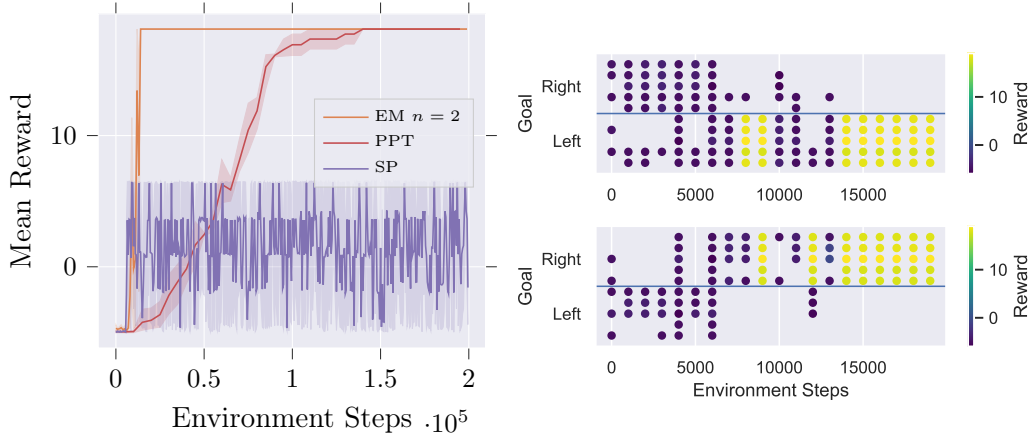 Mean Reward
10
0
EM n = 2
PPT
SP
0
0.5
1
1.5
2
Environment Steps ·10⁵
Goal
Right
Left
0
5000
10000
15000
10
0
Reward
Goal
Right
Left
0
5000
10000
15000
Environment Steps
10
0
Reward